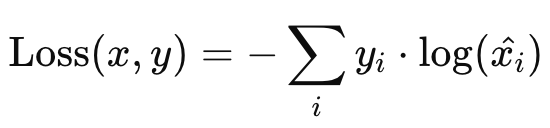 Loss(x, y) = − ∑_i y_i · log(x̂_i)